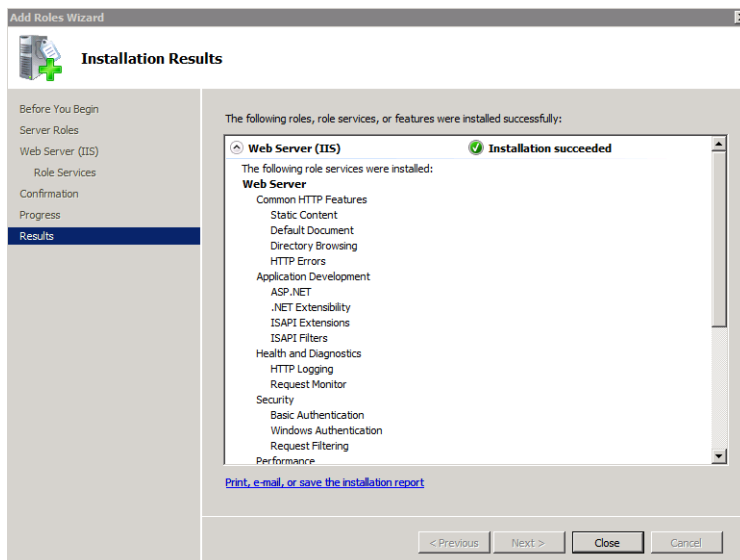 Add Roles Wizard
Installation Results
Before You Begin
Server Roles
Web Server (IIS)
Role Services
Confirmation
Progress
Results
The following roles, role services, or features were installed successfully:
Web Server (IIS) Installation succeeded
The following role services were installed:
Web Server
Common HTTP Features
Static Content
Default Document
Directory Browsing
HTTP Errors
Application Development
ASP.NET
.NET Extensibility
ISAPI Extensions
ISAPI Filters
Health and Diagnostics
HTTP Logging
Request Monitor
Security
Basic Authentication
Windows Authentication
Request Filtering
Performance
Print, e-mail, or save the installation report
< Previous Next > Close Cancel